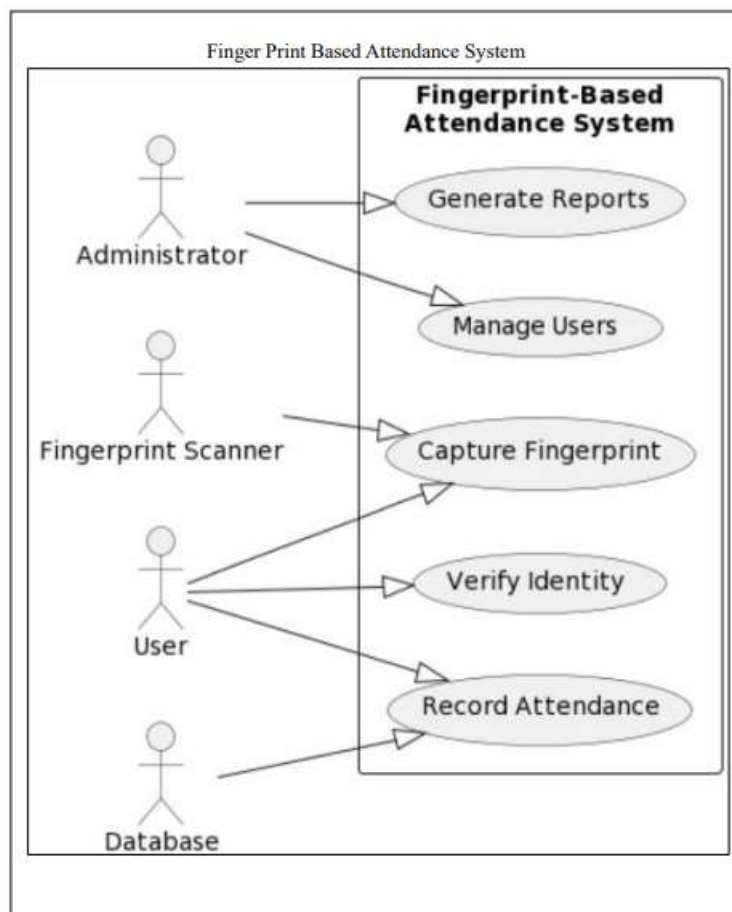 Finger Print Based Attendance System
Fingerprint-Based
Attendance System
Generate Reports
Administrator
Manage Users
Fingerprint Scanner
Capture Fingerprint
Verify Identity
User
Record Attendance
Database